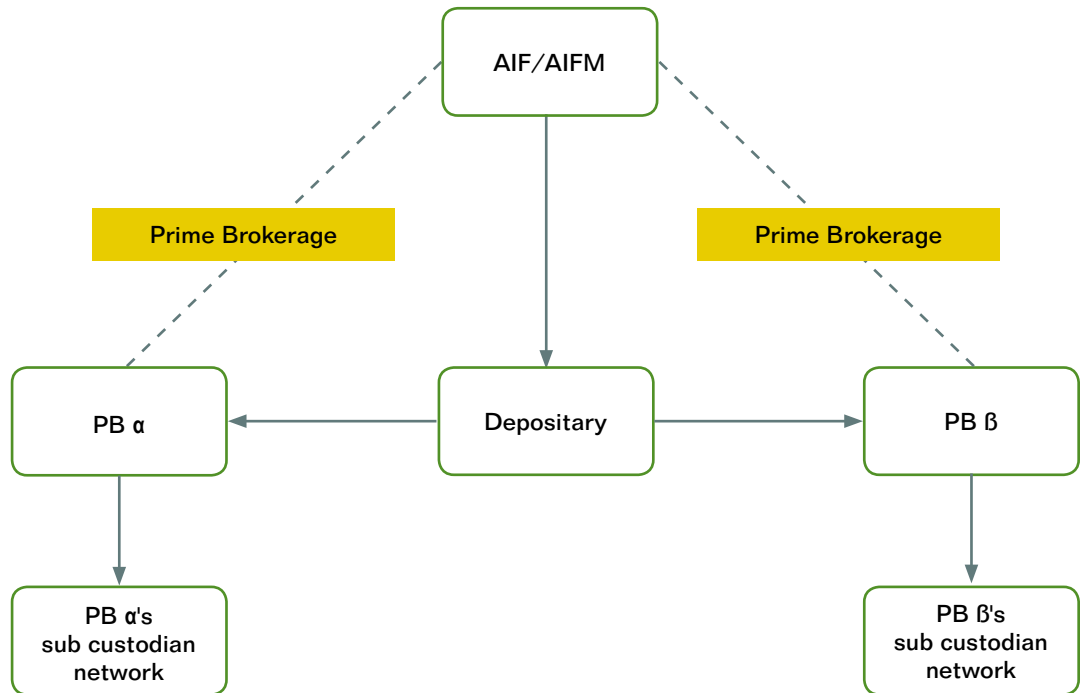 AIF/AIFM
Prime Brokerage
Prime Brokerage
PB α
Depositary
PB ß
PB α's
sub custodian
network
PB ß's
sub custodian
network